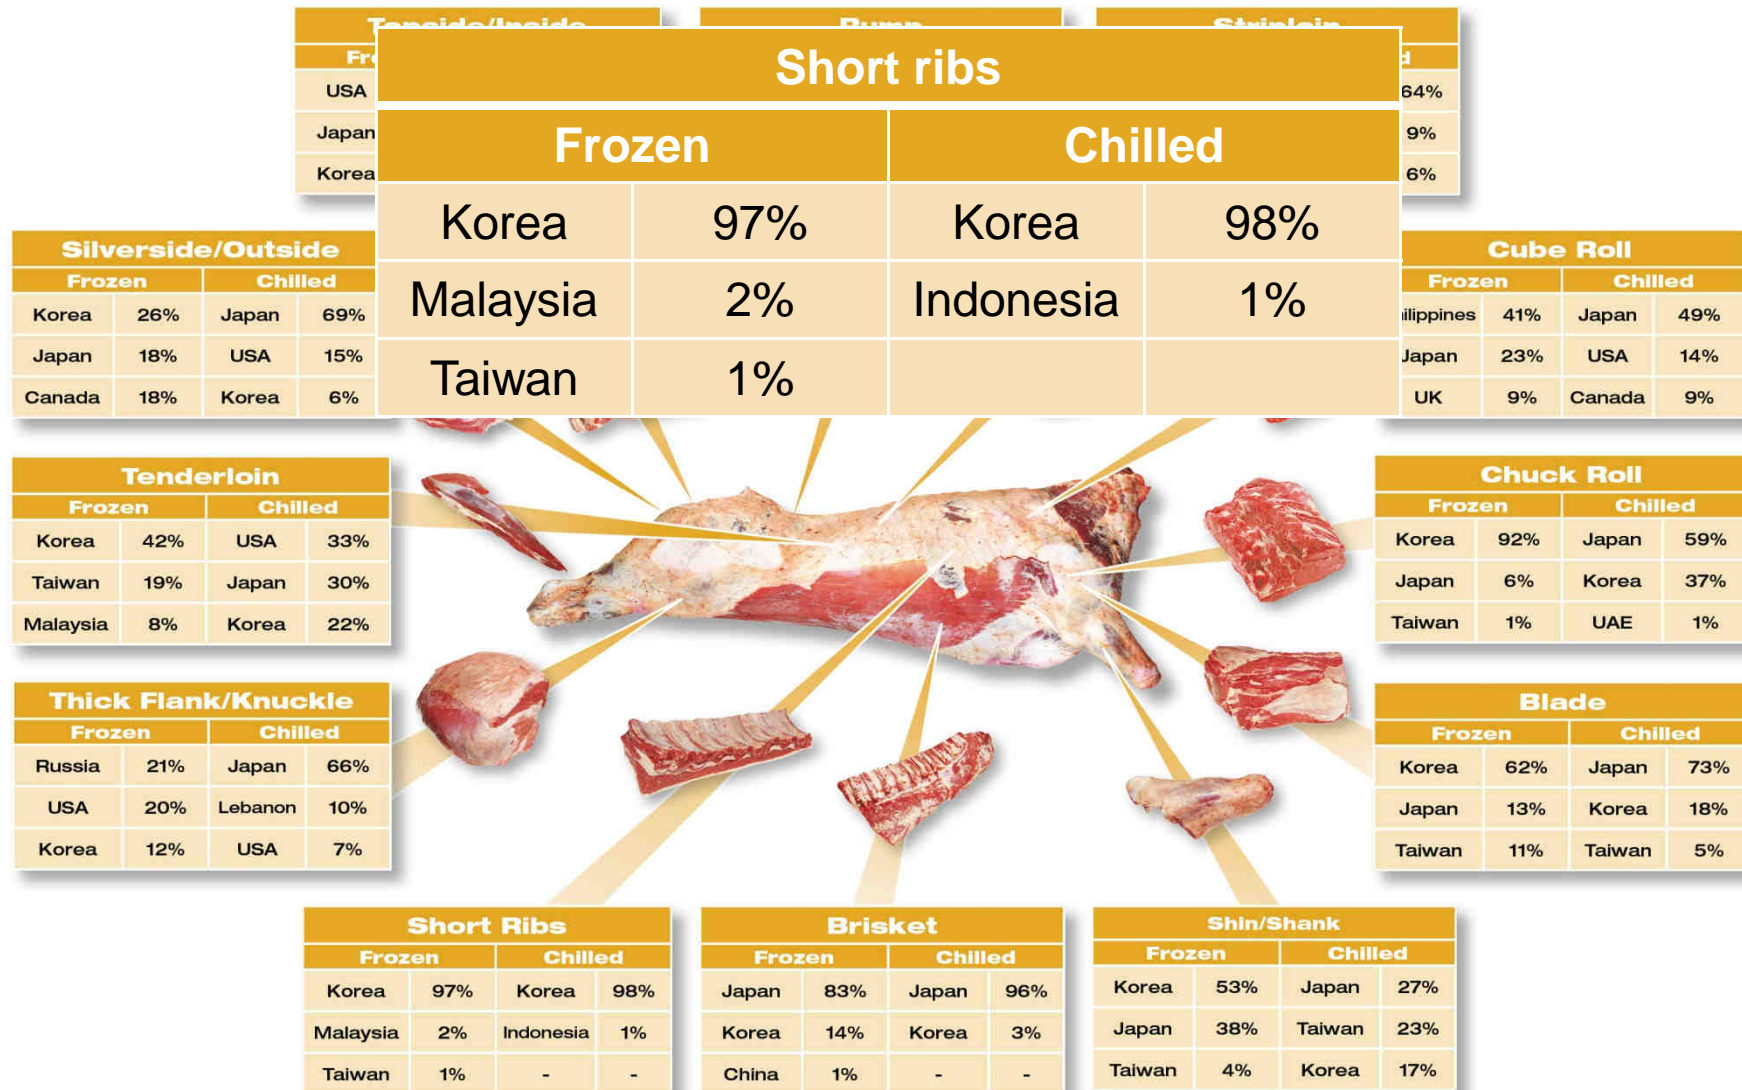 Topside/Inside
Rump
Striploin
USA
Japan
Korea
64%
9%
6%
Short ribs
Frozen Chilled
Korea 97% Korea 98%
Malaysia 2% Indonesia 1%
Taiwan 1%
Silverside/Outside
Frozen Chilled
Korea 26% Japan 69%
Japan 18% USA 15%
Canada 18% Korea 6%
Cube Roll
Frozen Chilled
ilippines 41% Japan 49%
Japan 23% USA 14%
UK 9% Canada 9%
Tenderloin
Frozen Chilled
Korea 42% USA 33%
Taiwan 19% Japan 30%
Malaysia 8% Korea 22%
Chuck Roll
Frozen Chilled
Korea 92% Japan 59%
Japan 6% Korea 37%
Taiwan 1% UAE 1%
Thick Flank/Knuckle
Frozen Chilled
Russia 21% Japan 66%
USA 20% Lebanon 10%
Korea 12% USA 7%
Blade
Frozen Chilled
Korea 62% Japan 73%
Japan 13% Korea 18%
Taiwan 11% Taiwan 5%
Short Ribs
Frozen Chilled
Korea 97% Korea 98%
Malaysia 2% Indonesia 1%
Taiwan 1% - -
Brisket
Frozen Chilled
Japan 83% Japan 96%
Korea 14% Korea 3%
China 1% - -
Shin/Shank
Frozen Chilled
Korea 53% Japan 27%
Japan 38% Taiwan 23%
Taiwan 4% Korea 17%